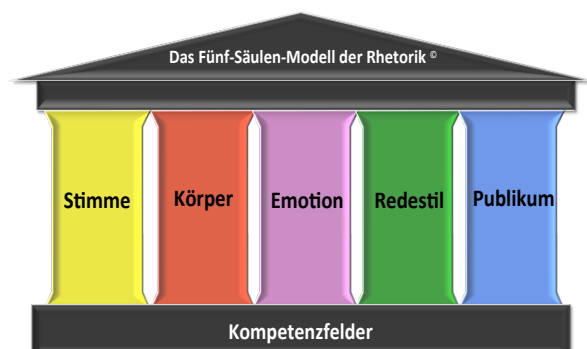 Das Fünf-Säulen-Modell der Rhetorik ©
Stimme
Körper
Emotion
Redestil
Publikum
Kompetenzfelder